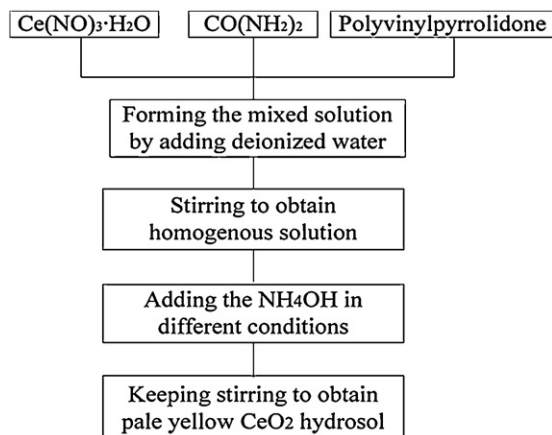 Ce(NO)₃·H₂O
CO(NH₂)₂
Polyvinylpyrrolidone
Forming the mixed solution
by adding deionized water
Stirring to obtain
homogenous solution
Adding the NH₄OH in
different conditions
Keeping stirring to obtain
pale yellow CeO₂ hydrosol